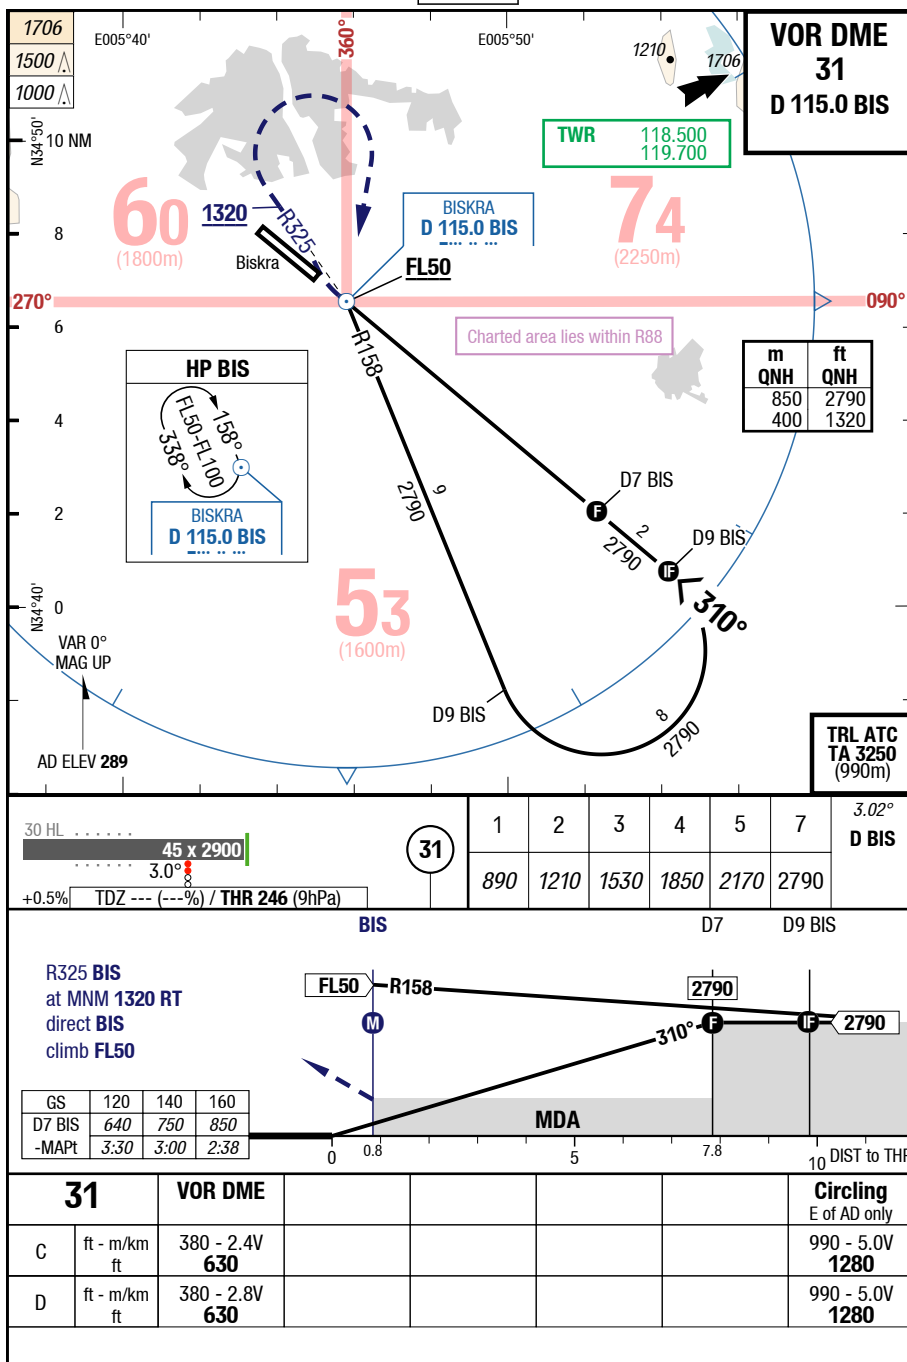 1706
1500
1000
E005°40'
360°
E005°50'
1210
1706
VOR DME
31
D 115.0 BIS
N34°50'
10 NM
TWR 118.500
119.700
60
(1800m)
74
(2250m)
1320
R325
BISKRA
D 115.0 BIS
8
Biskra
FL50
270°
090°
6
R158
Charted area lies within R88
m ft
QNH QNH
850 2790
400 1320
HP BIS
FL50-FL100
158°
338°
BISKRA
D 115.0 BIS
4
9
2790
D7 BIS
F
2
2
2790
D9 BIS
IF
310°
N34°40'
0
53
(1600m)
VAR 0°
MAG UP
D9 BIS
8
2790
AD ELEV 289
TRL ATC
TA 3250
(990m)
30 HL
45 x 2900
3.0°
+0.5%
TDZ --- (---%) / THR 246 (9hPa)
31
1 2 3 4 5 7 3.02°
D BIS
890 1210 1530 1850 2170 2790
BIS D7 D9 BIS
R325 BIS
at MNM 1320 RT
direct BIS
climb FL50
FL50 R158
2790
M
310°
F
IF
2790
MDA
GS 120 140 160
D7 BIS 640 750 850
-MAPt 3:30 3:00 2:38
0 0.8 5 7.8 10 DIST to THR
31 VOR DME Circling
E of AD only
C ft - m/km 380 - 2.4V 990 - 5.0V
ft 630 1280
D ft - m/km 380 - 2.8V 990 - 5.0V
ft 630 1280